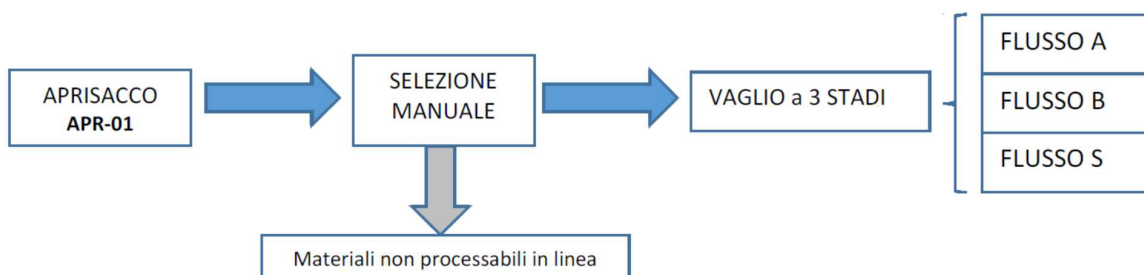 APRISACCO
APR-01
SELEZIONE
MANUALE
VAGLIO a 3 STADI
FLUSSO A
FLUSSO B
FLUSSO S
Materiali non processabili in linea